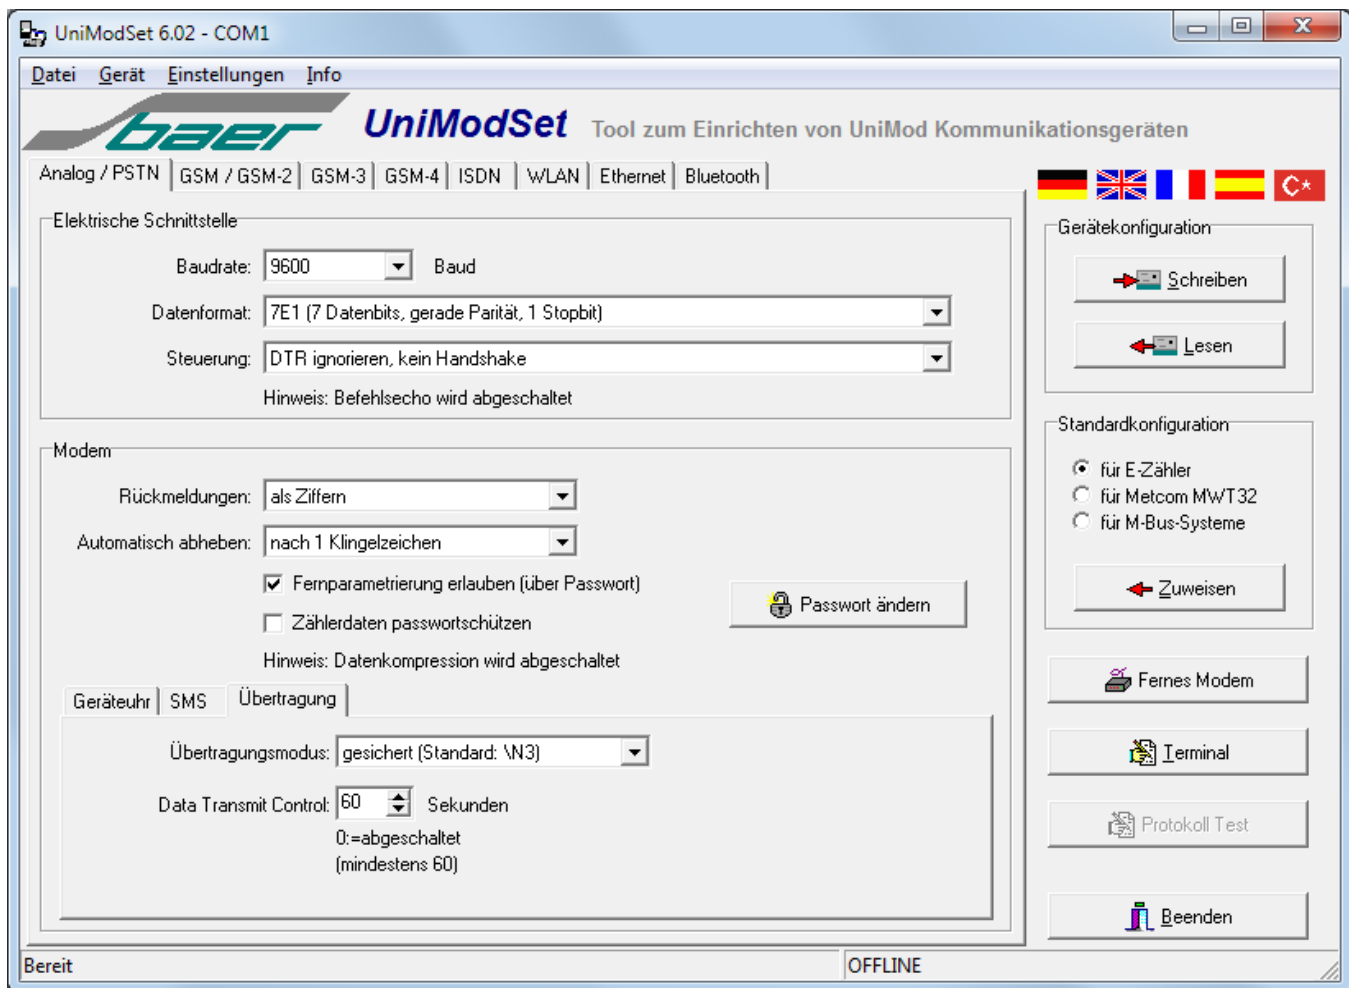 UniModSet 6.02 - COM1
Datei Gerät Einstellungen Info
baer UniModSet Tool zum Einrichten von UniMod Kommunikationsgeräten
Analog / PSTN GSM / GSM-2 GSM-3 GSM-4 ISDN WLAN Ethernet Bluetooth
Elektrische Schnittstelle
Baudrate: 9600 Baud
Datenformat: 7E1 (7 Datenbits, gerade Parität, 1 Stopbit)
Steuerung: DTR ignorieren, kein Handshake
Hinweis: Befehlsecho wird abgeschaltet
Modem
Rückmeldungen: als Ziffern
Automatisch abheben: nach 1 Klingelzeichen
Fernparametrierung erlauben (über Passwort)
Zählerdaten passwortschützen
Passwort ändern
Hinweis: Datenkompression wird abgeschaltet
Geräteuhr SMS Übertragung
Übertragungsmodus: gesichert (Standard: \N3)
Data Transmit Control: 60 Sekunden
0:=abgeschaltet
(mindestens 60)
Gerätekonfiguration
Schreiben
Lesen
Standardkonfiguration
für E-Zähler
für Metcom MWT32
für M-Bus-Systeme
Zuweisen
Fernes Modem
Terminal
Protokoll Test
Beenden
Bereit OFFLINE